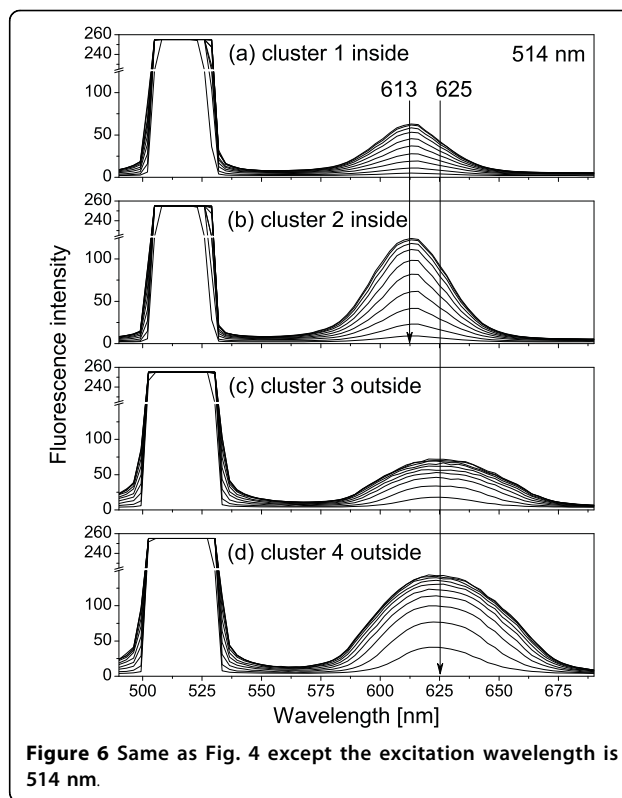 260
240
100
50
0
(a) cluster 1 inside
514 nm
613
625
260
240
100
50
0
(b) cluster 2 inside
260
240
100
50
0
(c) cluster 3 outside
260
240
100
50
0
(d) cluster 4 outside
Fluorescence intensity
500 525 550 575 600 625 650 675
Wavelength [nm]
Figure 6 Same as Fig. 4 except the excitation wavelength is
514 nm.